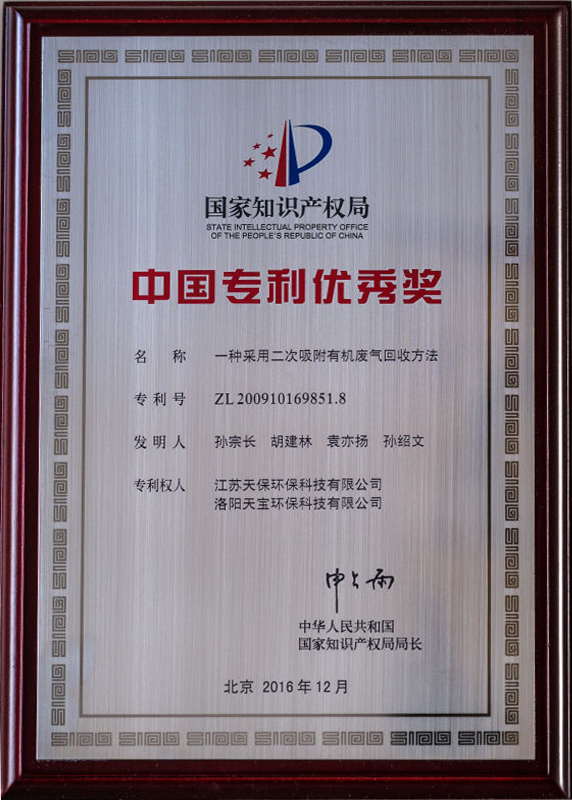 国家知识产权局
STATE INTELLECTUAL PROPERTY OFFICE
OF THE PEOPLE'S REPUBLIC OF CHINA
中国专利优秀奖
名 称 一种采用二次吸附有机废气回收方法
专利号 ZL 200910169851.8
发明人 孙宗长 胡建林 袁亦扬 孙绍文
专利权人 江苏天保环保科技有限公司
洛阳天宝环保科技有限公司
申长雨
中华人民共和国
国家知识产权局局长
北京 2016年12月